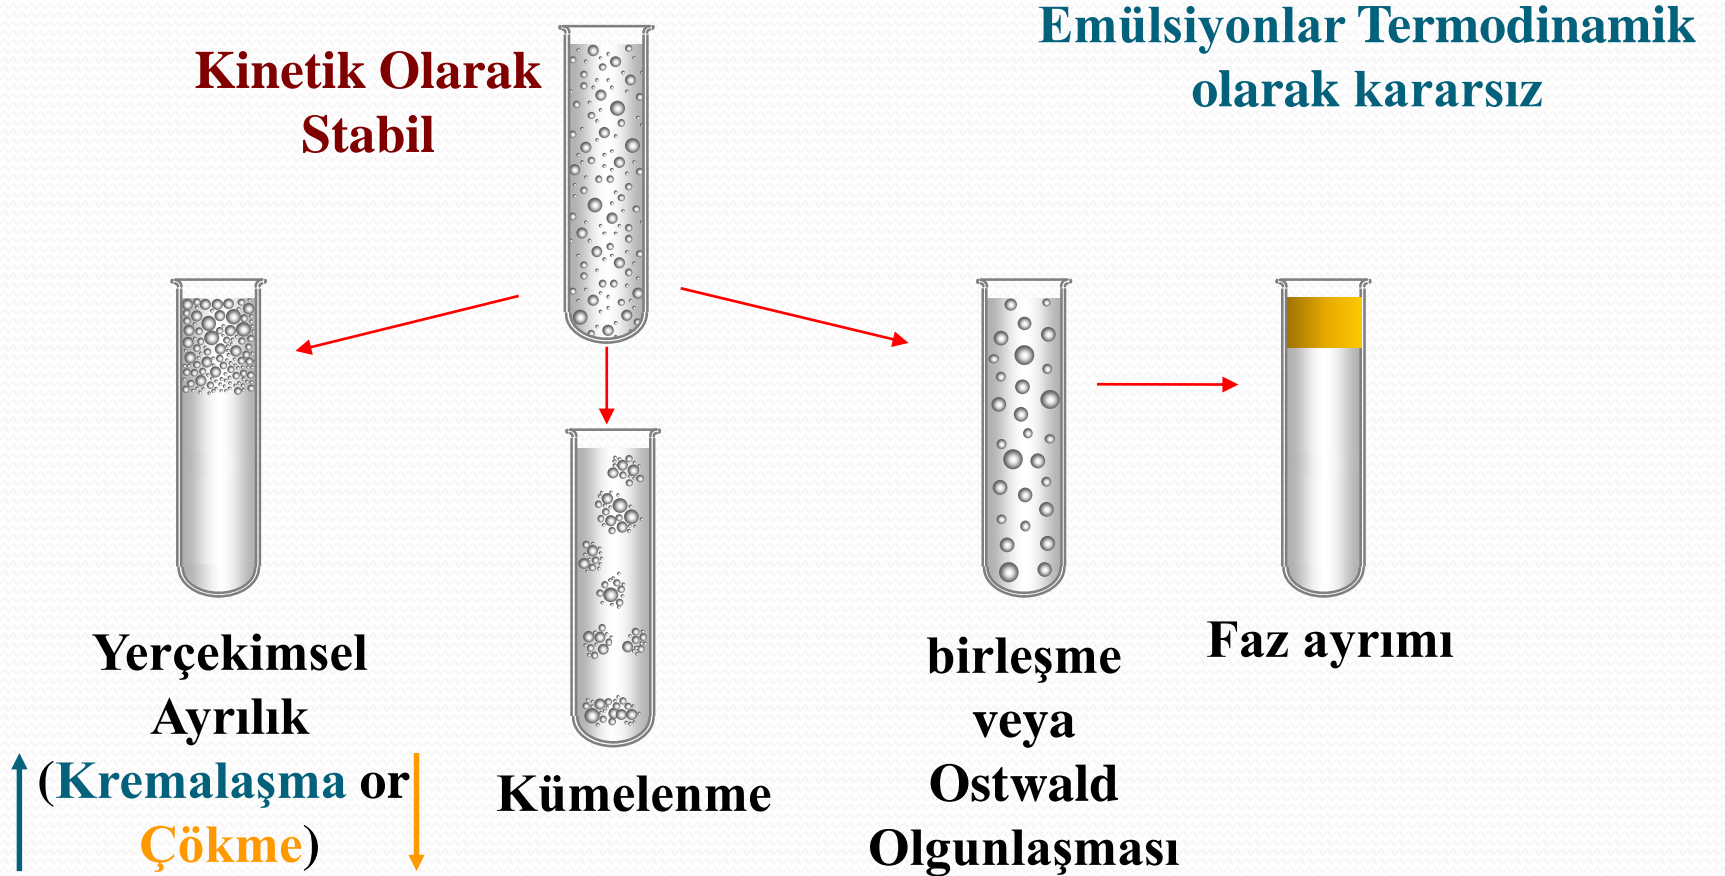 Kinetik Olarak
Stabil
Emülsiyonlar Termodinamik
olarak kararsız
Yerçekimsel
Ayrılık
(Kremalaşma or
Çökme)
Kümelenme
birleşme
veya
Ostwald
Olgunlaşması
Faz ayrımı